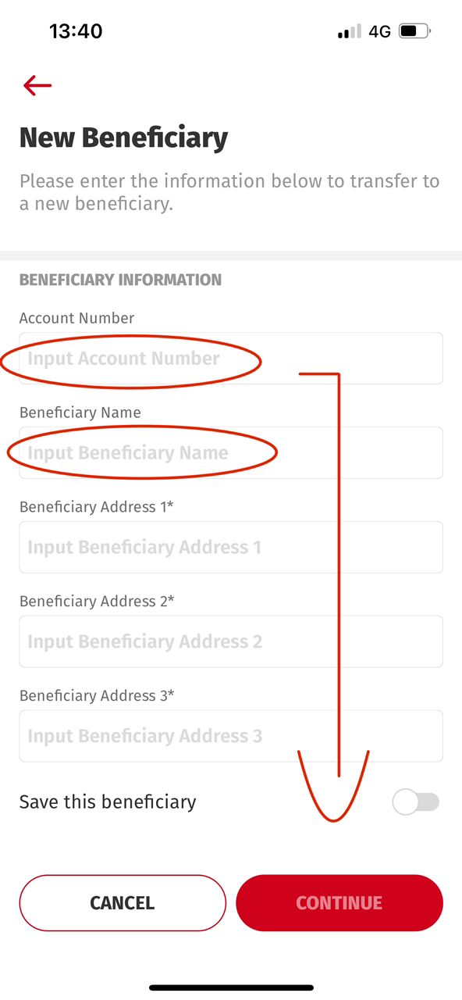 13:40
4G
New Beneficiary
Please enter the information below to transfer to
a new beneficiary.
BENEFICIARY INFORMATION
Account Number
Input Account Number
Beneficiary Name
Input Beneficiary Name
Beneficiary Address 1*
Input Beneficiary Address 1
Beneficiary Address 2*
Input Beneficiary Address 2
Beneficiary Address 3*
Input Beneficiary Address 3
Save this beneficiary
CANCEL
CONTINUE